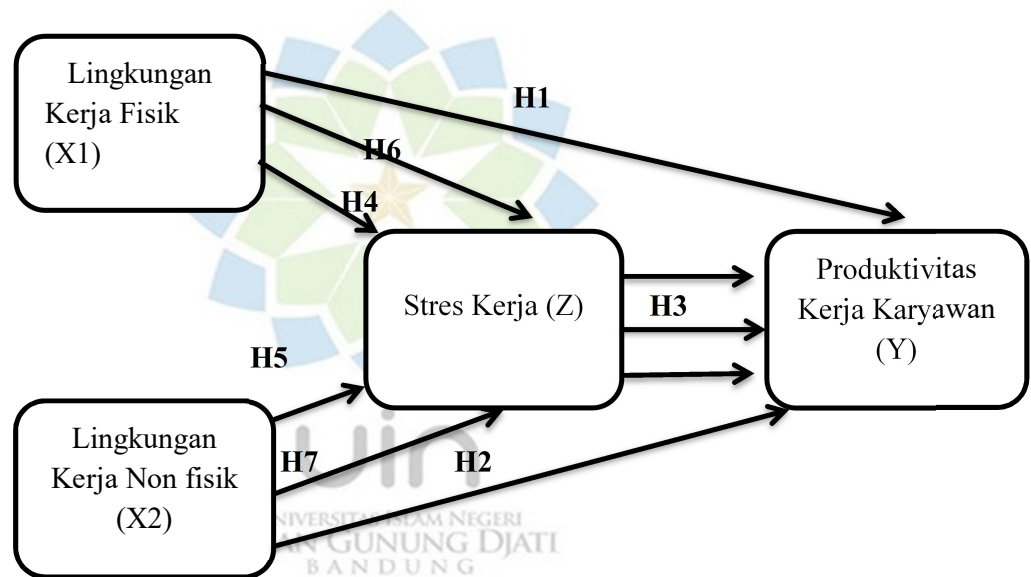 Lingkungan
Kerja Fisik
(X1)
H1
H6
H4
Stres Kerja (Z)
H3
Produktivitas
Kerja Karyawan
(Y)
H5
Lingkungan
Kerja Non fisik
(X2)
H7
H2
uin
UNIVERSITAS ISLAM NEGERI
GUNUNG DJATI
BANDUNG